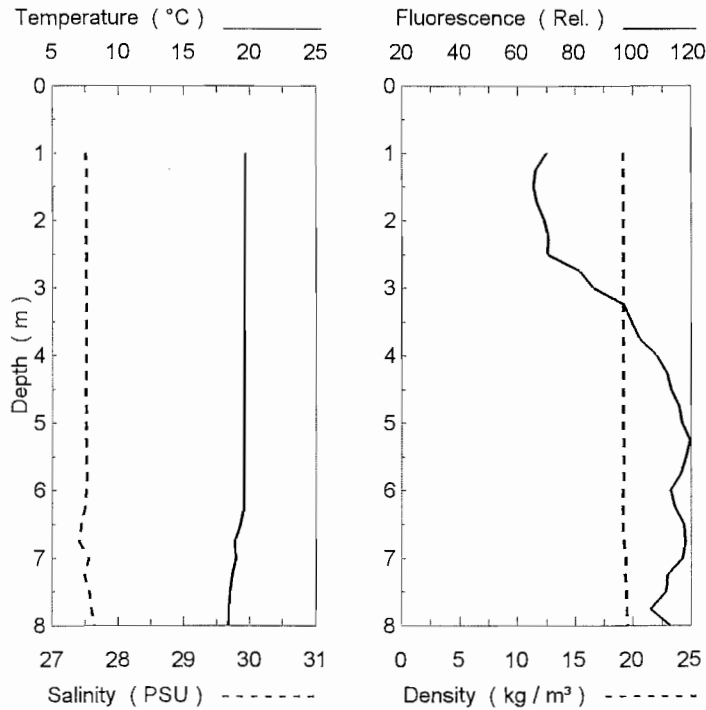 Temperature ( °C )
5 10 15 20 25
Fluorescence ( Rel. )
20 40 60 80 100 120
Depth ( m )
0
1
2
3
4
5
6
7
8
27 28 29 30 31
Salinity ( PSU )
0
1
2
3
4
5
6
7
8
0 5 10 15 20 25
Density ( kg / m³ )